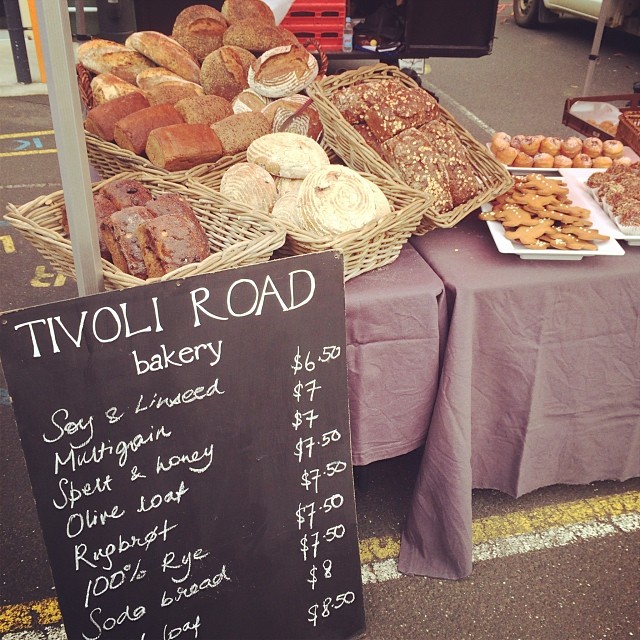 TIVOLI ROAD
bakery
Soy & Linseed $6.50
Multigrain $7
Spelt & honey $7
Olive loaf $7.50
Rugbrøt $7.50
100% Rye $7.50
Soda bread $7.50
loaf $8
$8.50